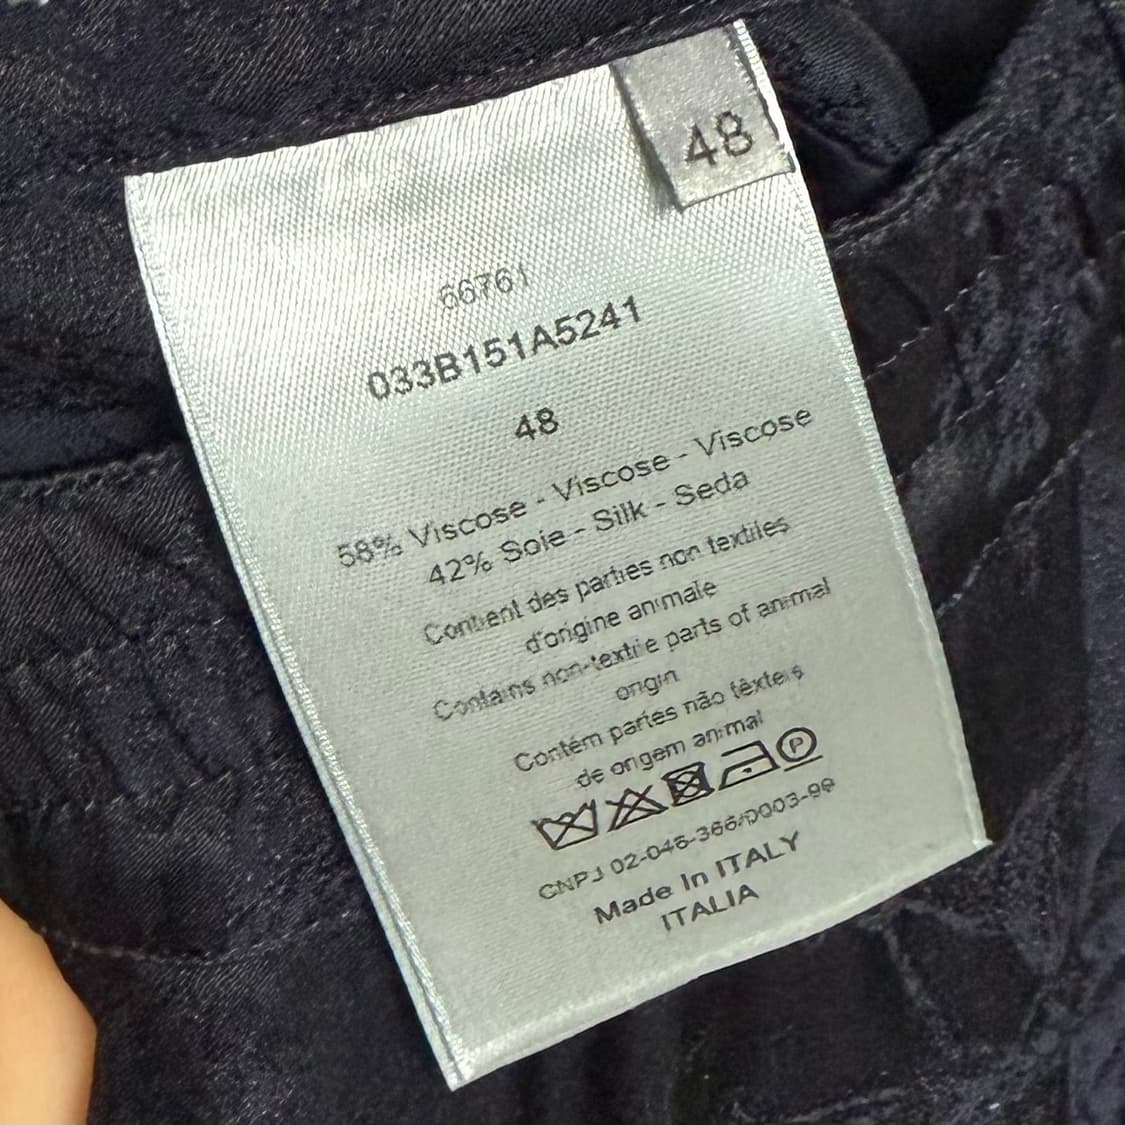 48
66761
033B151A5241
48
58% Viscose - Viscose - Viscose
42% Soie - Silk - Seda
Contient des parties non textiles
d'origine animale
Contains non-textile parts of animal
origin
Contém partes não têxteis
de origem animal
P
CNPJ 02-046-366/0003-99
Made In ITALY
ITALIA